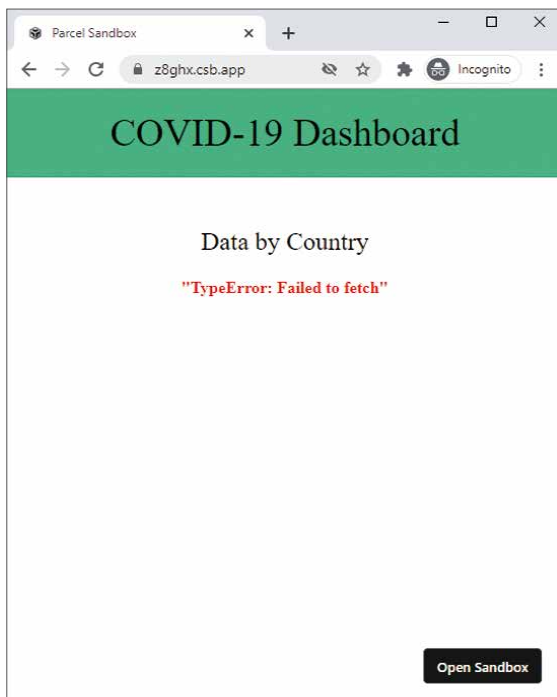 Parcel Sandbox
z8ghx.csb.app
Incognito
COVID-19 Dashboard
Data by Country
"TypeError: Failed to fetch"
Open Sandbox